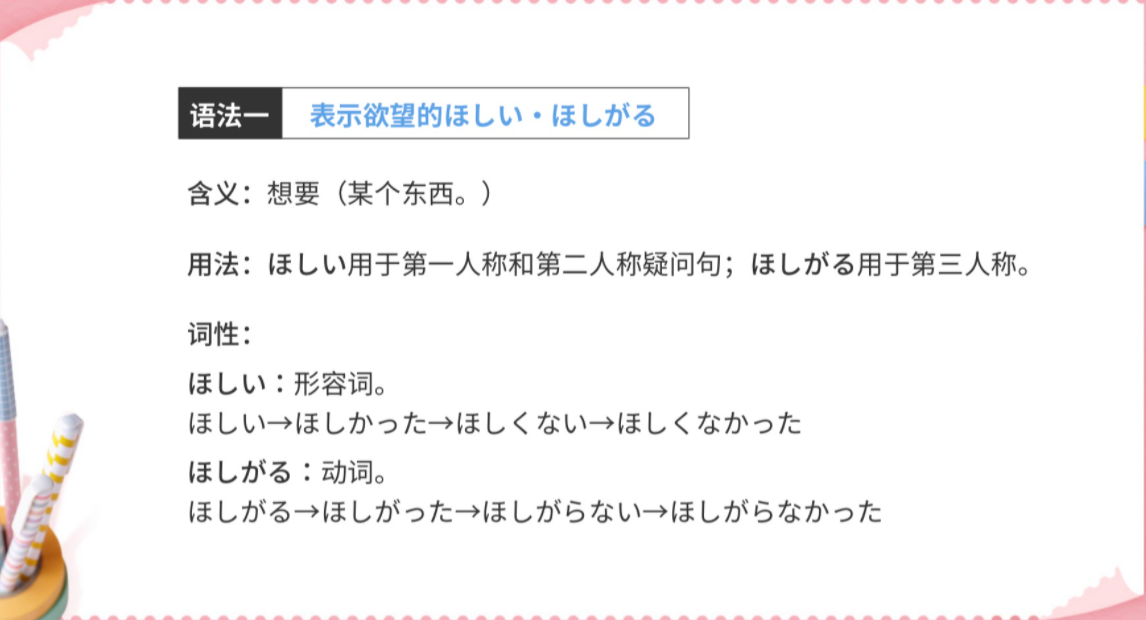 语法一 表示欲望的ほしい・ほしがる
含义：想要（某个东西。）
用法：ほしい用于第一人称和第二人称疑问句；ほしがる用于第三人称。
词性：
ほしい：形容词。
ほしい→ほしかった→ほしくない→ほしくなかった
ほしがる：动词。
ほしがる→ほしがった→ほしがらない→ほしがらなかった